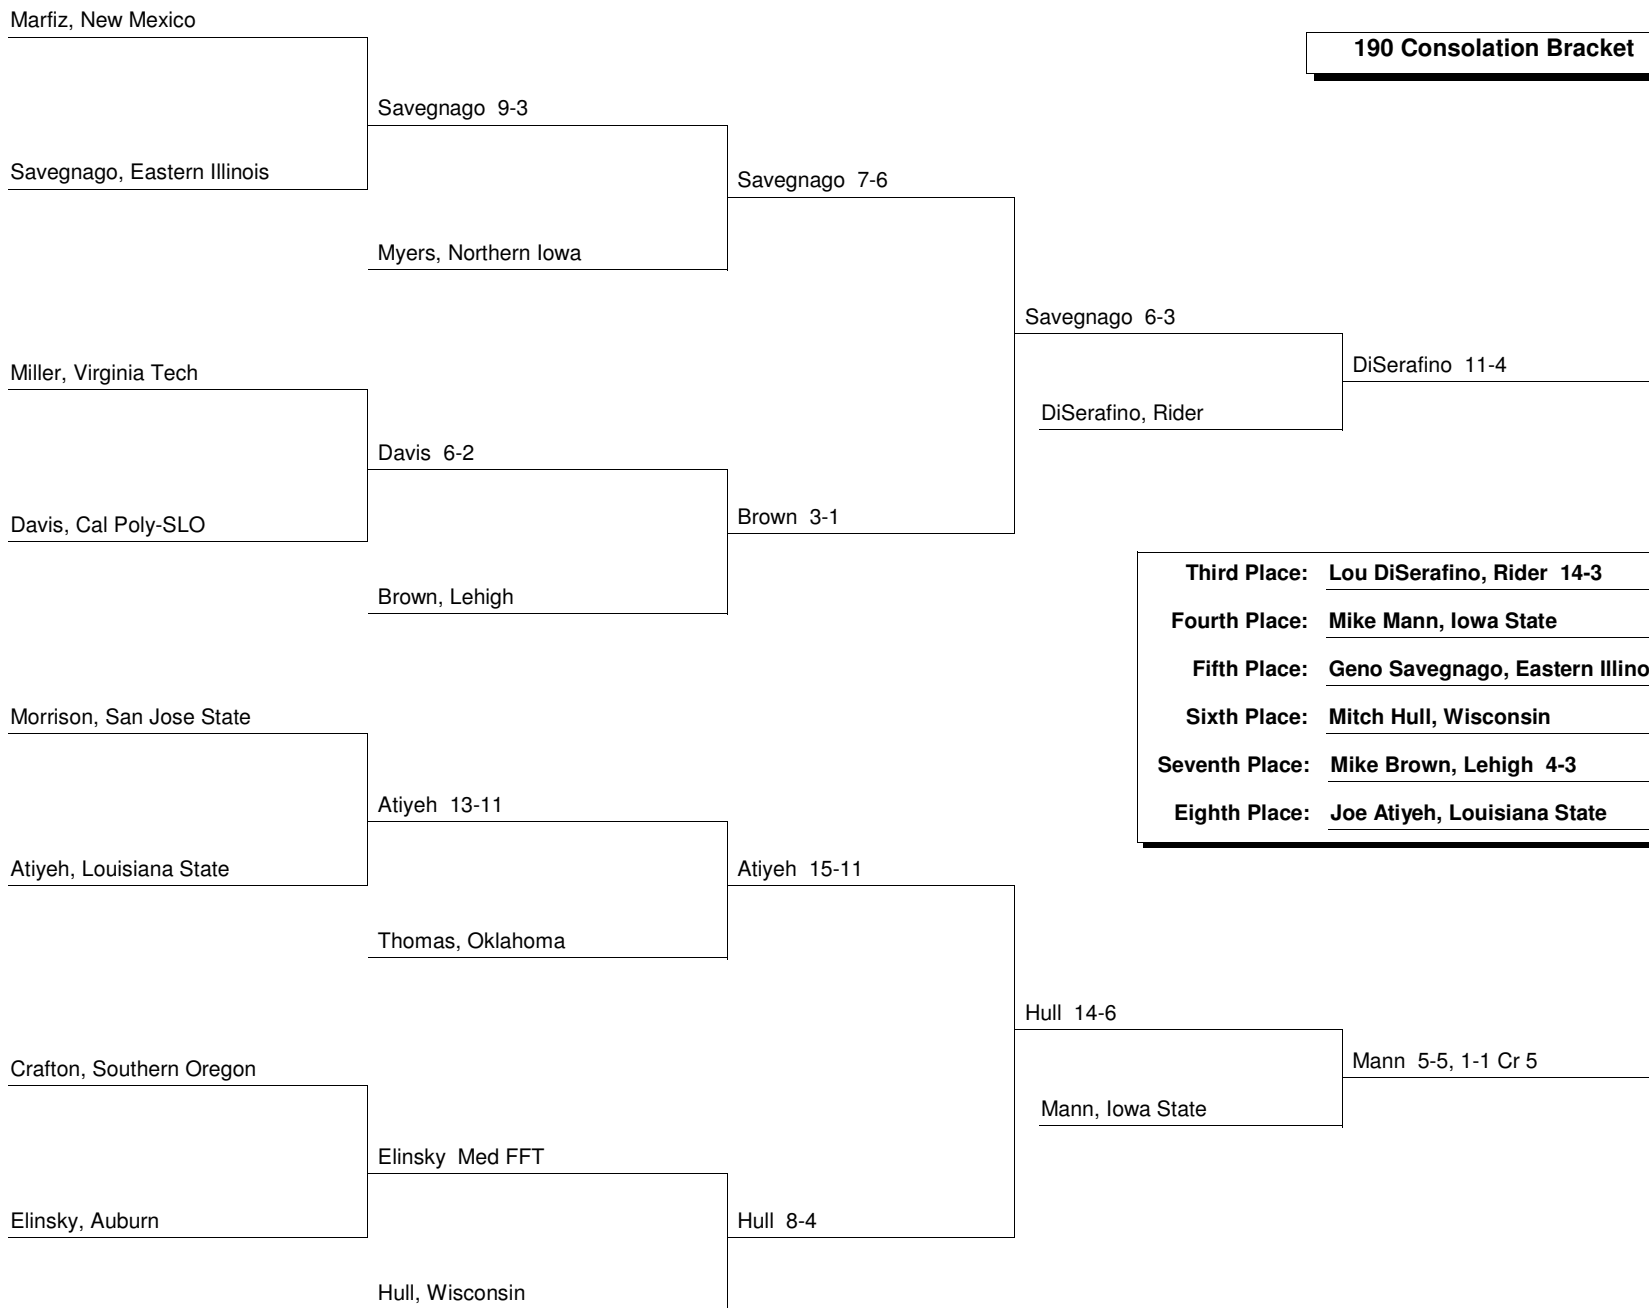 Marfiz, New Mexico
190 Consolation Bracket
Savegnago 9-3
Savegnago, Eastern Illinois
Savegnago 7-6
Myers, Northern Iowa
Savegnago 6-3
Miller, Virginia Tech
DiSerafino 11-4
DiSerafino, Rider
Davis 6-2
Davis, Cal Poly-SLO
Brown 3-1
Brown, Lehigh
Third Place: Lou DiSerafino, Rider 14-3
Fourth Place: Mike Mann, Iowa State
Fifth Place: Geno Savegnago, Eastern Illino
Sixth Place: Mitch Hull, Wisconsin
Seventh Place: Mike Brown, Lehigh 4-3
Eighth Place: Joe Atiyeh, Louisiana State
Morrison, San Jose State
Atiyeh 13-11
Atiyeh, Louisiana State
Atiyeh 15-11
Thomas, Oklahoma
Hull 14-6
Crafton, Southern Oregon
Mann 5-5, 1-1 Cr 5
Mann, Iowa State
Elinsky Med FFT
Elinsky, Auburn
Hull 8-4
Hull, Wisconsin